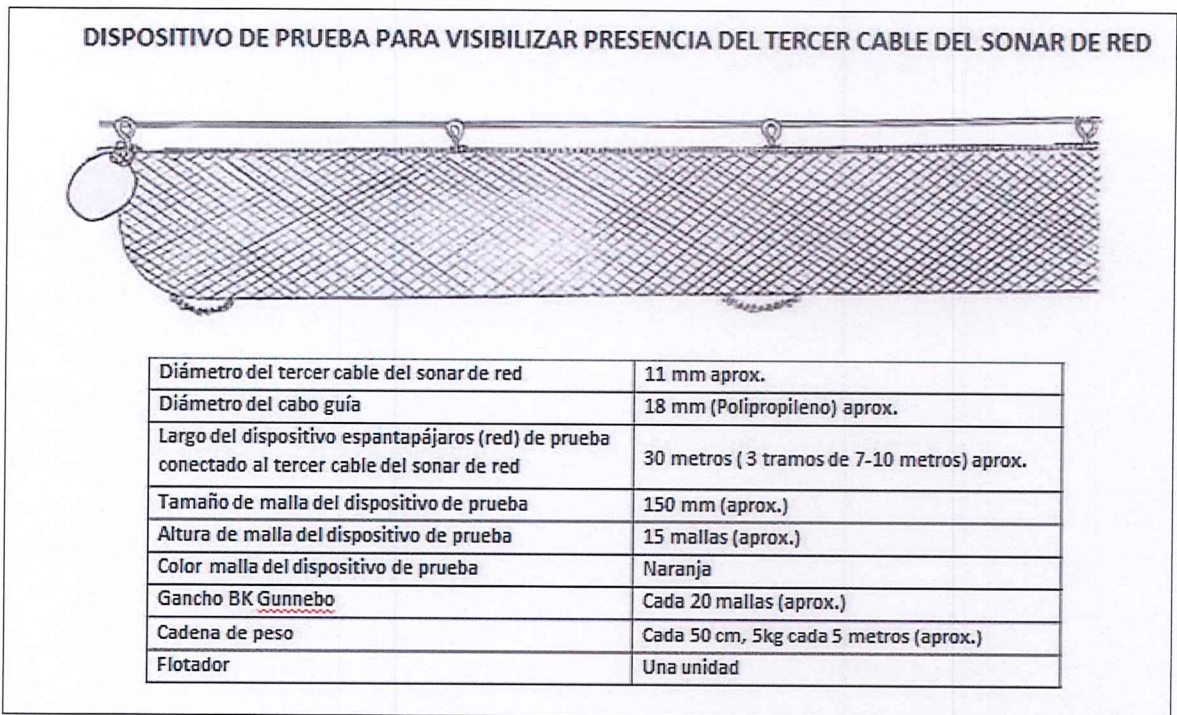 DISPOSITIVO DE PRUEBA PARA VISIBILIZAR PRESENCIA DEL TERCER CABLE DEL SONAR DE RED
Diámetro del tercer cable del sonar de red 11 mm aprox.
Diámetro del cabo guía 18 mm (Polipropileno) aprox.
Largo del dispositivo espantapájaros (red) de prueba
conectado al tercer cable del sonar de red 30 metros ( 3 tramos de 7-10 metros) aprox.
Tamaño de malla del dispositivo de prueba 150 mm (aprox.)
Altura de malla del dispositivo de prueba 15 mallas (aprox.)
Color malla del dispositivo de prueba Naranja
Gancho BK Gunnebo Cada 20 mallas (aprox.)
Cadena de peso Cada 50 cm, 5kg cada 5 metros (aprox.)
Flotador Una unidad